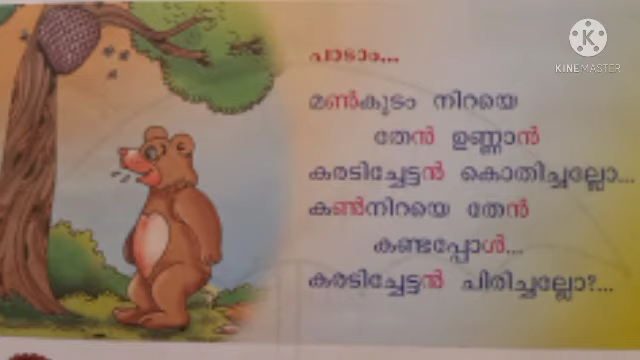 KINEMASTER
പാടാം...
മൺകുടം നിറയെ
തേൻ ഉണ്ണാൻ
കരടിച്ചേട്ടൻ കൊതിച്ചല്ലോ...
കൺനിറയെ തേൻ
കണ്ടപ്പോൾ...
കരടിച്ചേട്ടൻ ചിരിച്ചല്ലോ?...